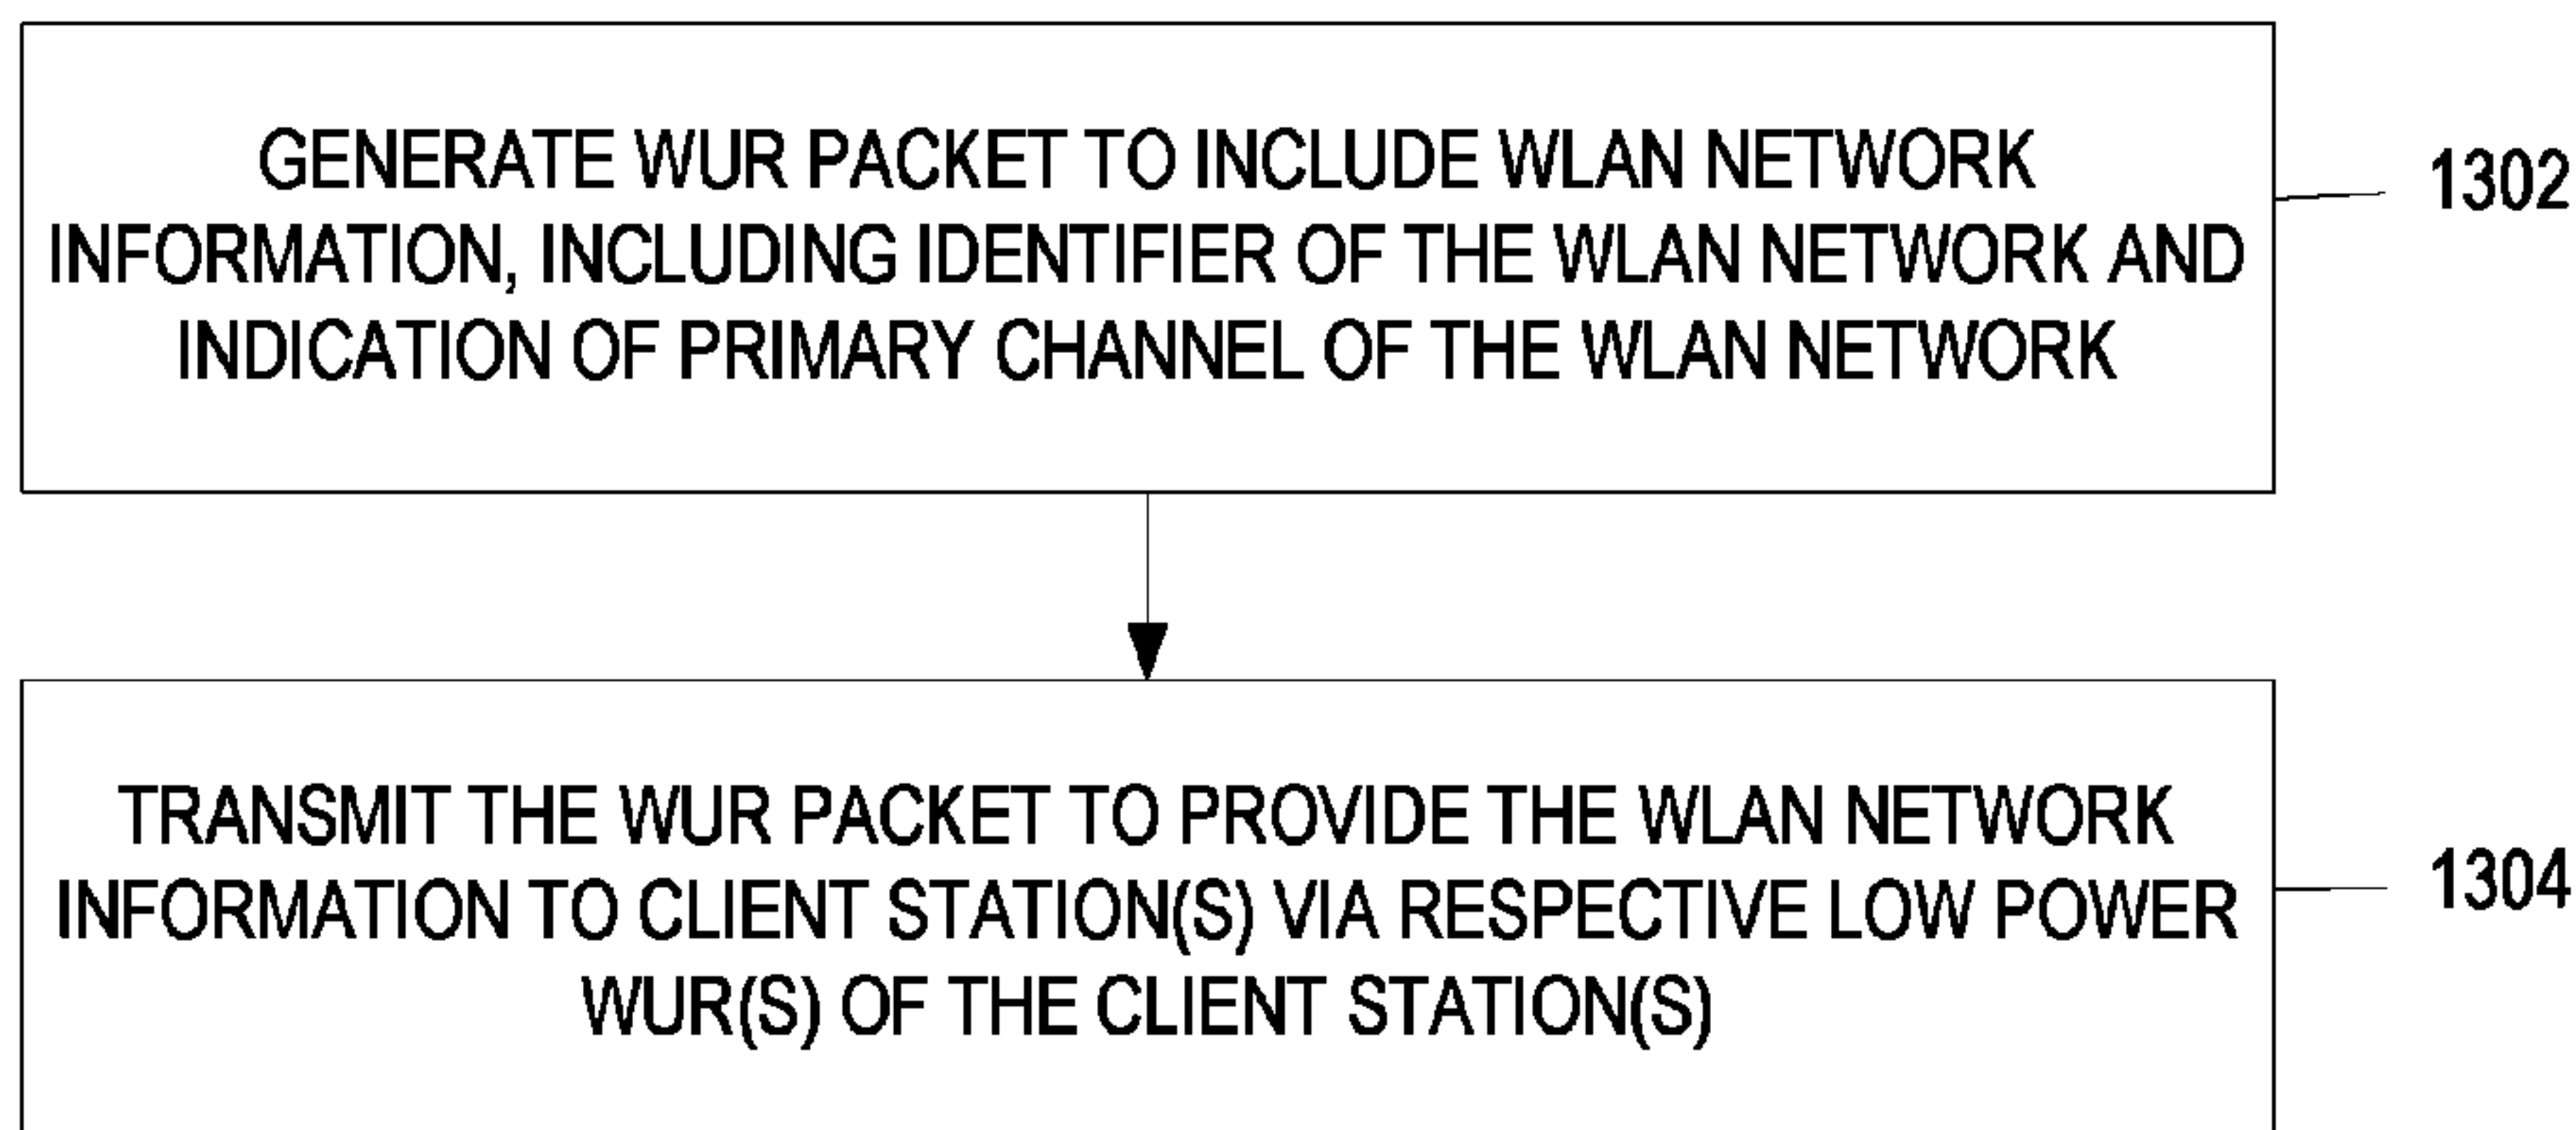 GENERATE WUR PACKET TO INCLUDE WLAN NETWORK
INFORMATION, INCLUDING IDENTIFIER OF THE WLAN NETWORK AND
INDICATION OF PRIMARY CHANNEL OF THE WLAN NETWORK
1302
TRANSMIT THE WUR PACKET TO PROVIDE THE WLAN NETWORK
INFORMATION TO CLIENT STATION(S) VIA RESPECTIVE LOW POWER
WUR(S) OF THE CLIENT STATION(S)
1304